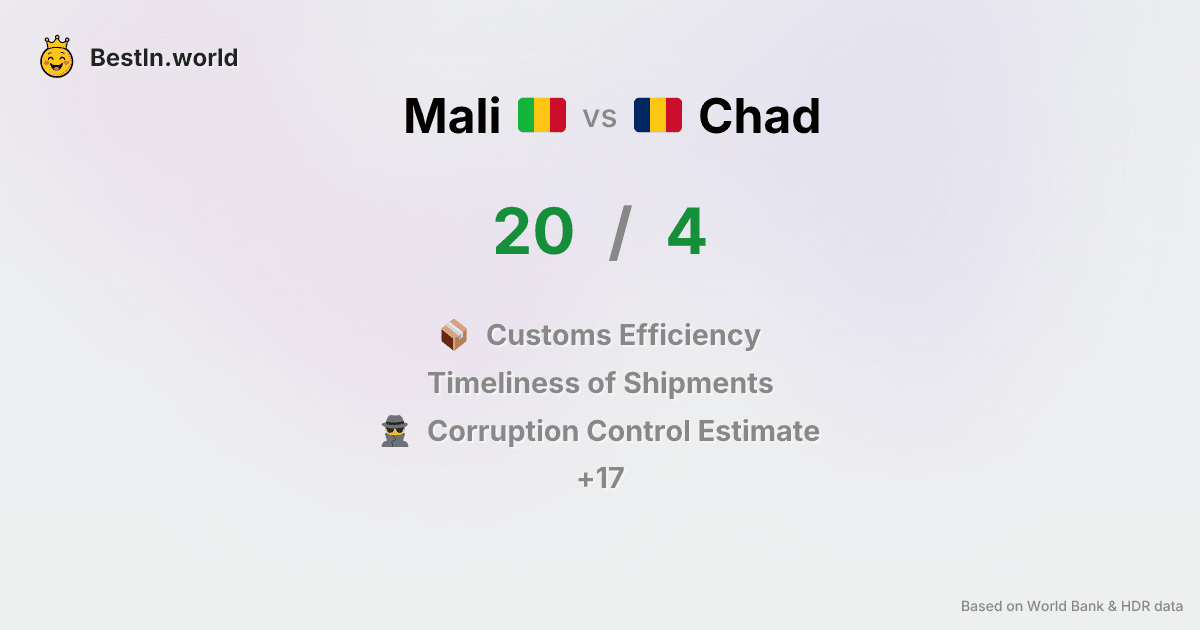 BestIn.world
Mali vs Chad
20 / 4
Customs Efficiency
Timeliness of Shipments
Corruption Control Estimate
+17
Based on World Bank & HDR data